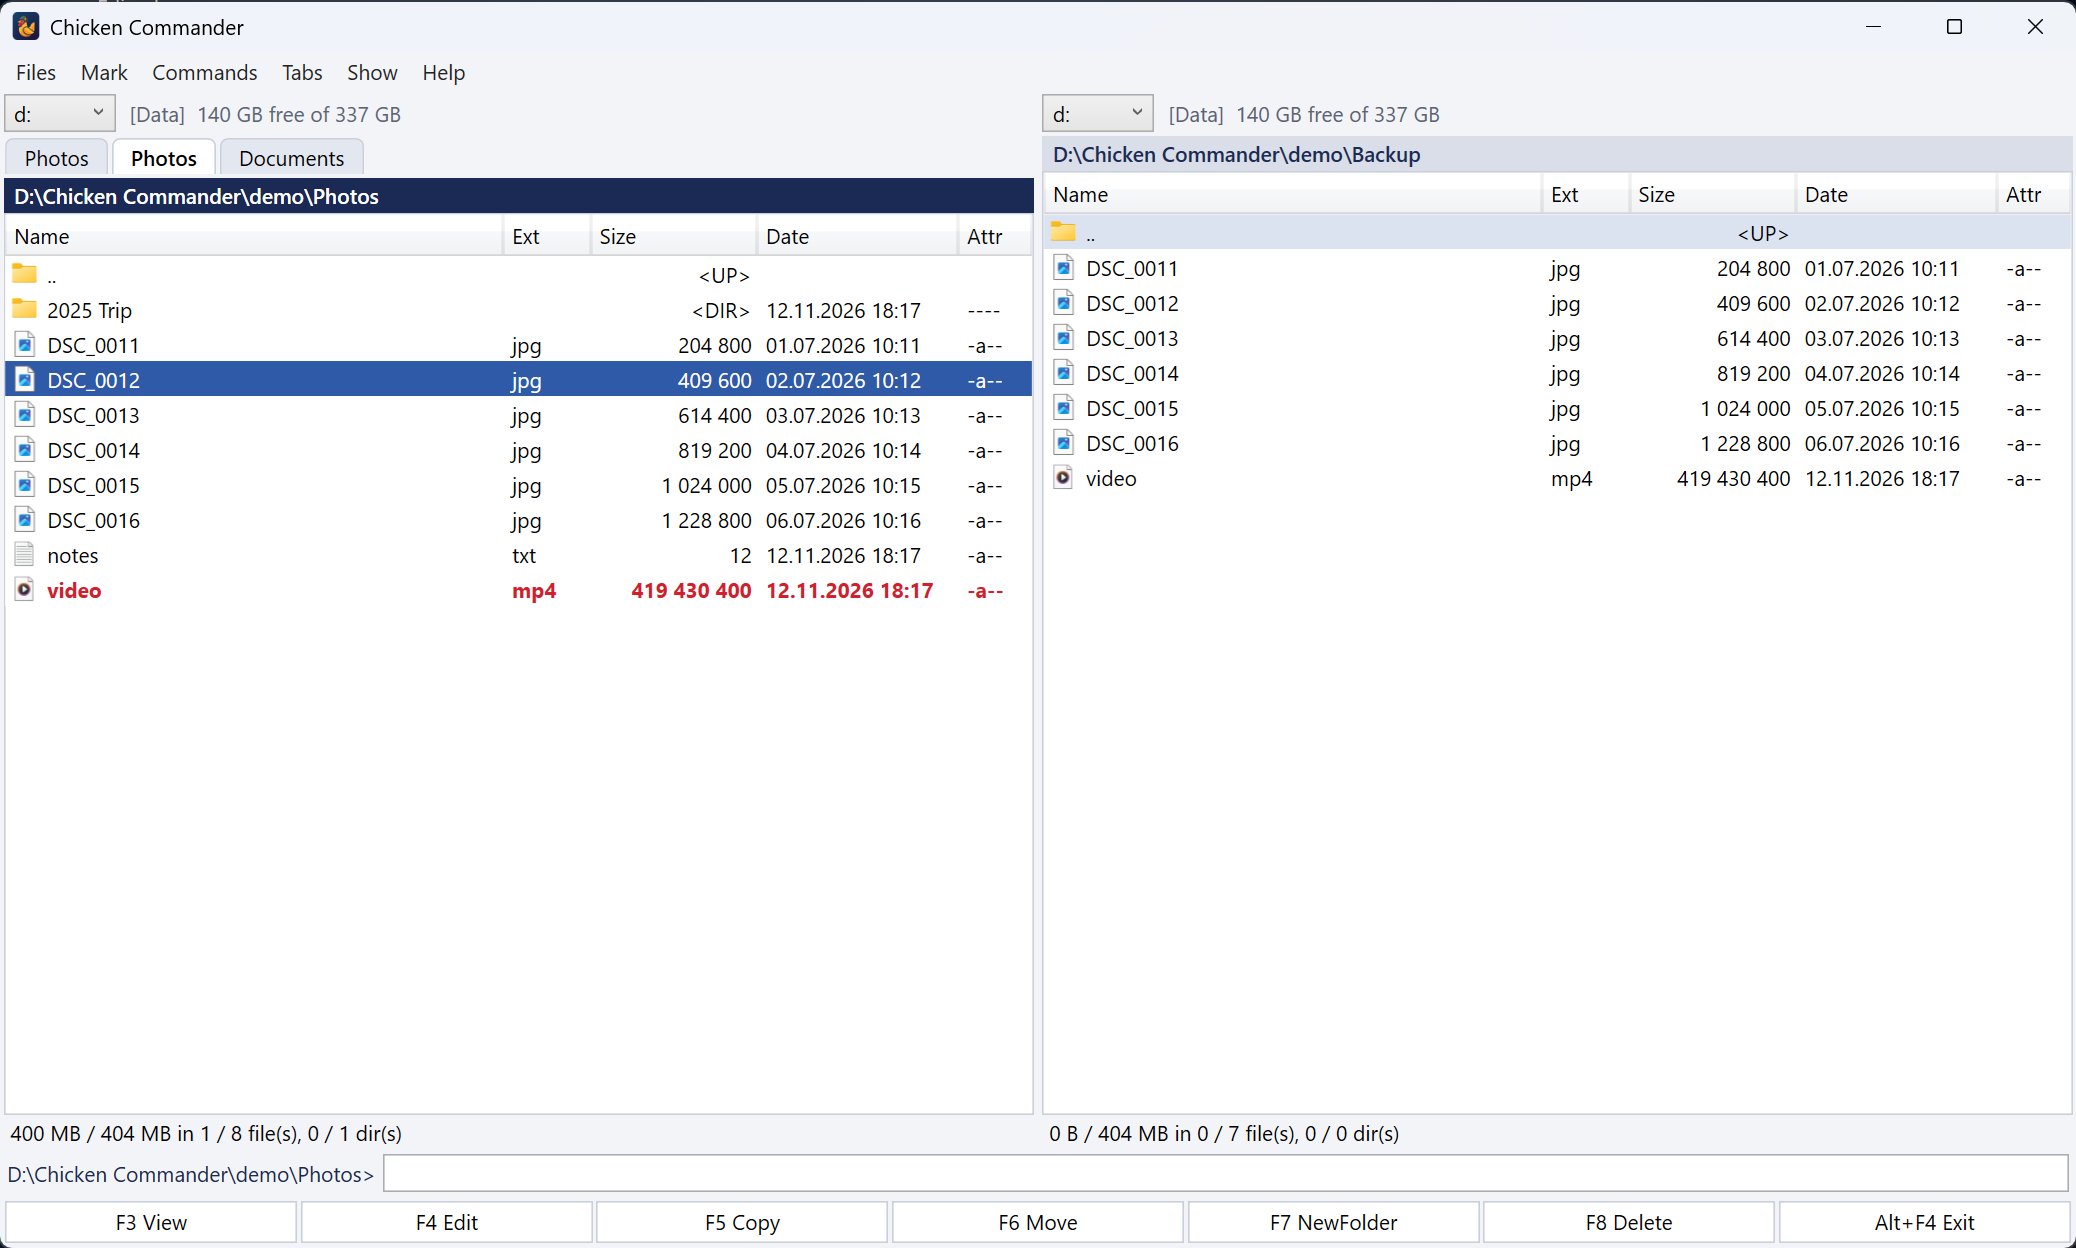 Chicken Commander
Files Mark Commands Tabs Show Help
d: [Data] 140 GB free of 337 GB
Photos Photos Documents
D:\Chicken Commander\demo\Photos
Name Ext Size Date Attr
.. <UP>
2025 Trip <DIR> 12.11.2026 18:17 ----
DSC_0011 jpg 204 800 01.07.2026 10:11 -a--
DSC_0012 jpg 409 600 02.07.2026 10:12 -a--
DSC_0013 jpg 614 400 03.07.2026 10:13 -a--
DSC_0014 jpg 819 200 04.07.2026 10:14 -a--
DSC_0015 jpg 1 024 000 05.07.2026 10:15 -a--
DSC_0016 jpg 1 228 800 06.07.2026 10:16 -a--
notes txt 12 12.11.2026 18:17 -a--
video mp4 419 430 400 12.11.2026 18:17 -a--
400 MB / 404 MB in 1 / 8 file(s), 0 / 1 dir(s)
d: [Data] 140 GB free of 337 GB
D:\Chicken Commander\demo\Backup
Name Ext Size Date Attr
.. <UP>
DSC_0011 jpg 204 800 01.07.2026 10:11 -a--
DSC_0012 jpg 409 600 02.07.2026 10:12 -a--
DSC_0013 jpg 614 400 03.07.2026 10:13 -a--
DSC_0014 jpg 819 200 04.07.2026 10:14 -a--
DSC_0015 jpg 1 024 000 05.07.2026 10:15 -a--
DSC_0016 jpg 1 228 800 06.07.2026 10:16 -a--
video mp4 419 430 400 12.11.2026 18:17 -a--
0 B / 404 MB in 0 / 7 file(s), 0 / 0 dir(s)
D:\Chicken Commander\demo\Photos>
F3 View F4 Edit F5 Copy F6 Move F7 NewFolder F8 Delete Alt+F4 Exit